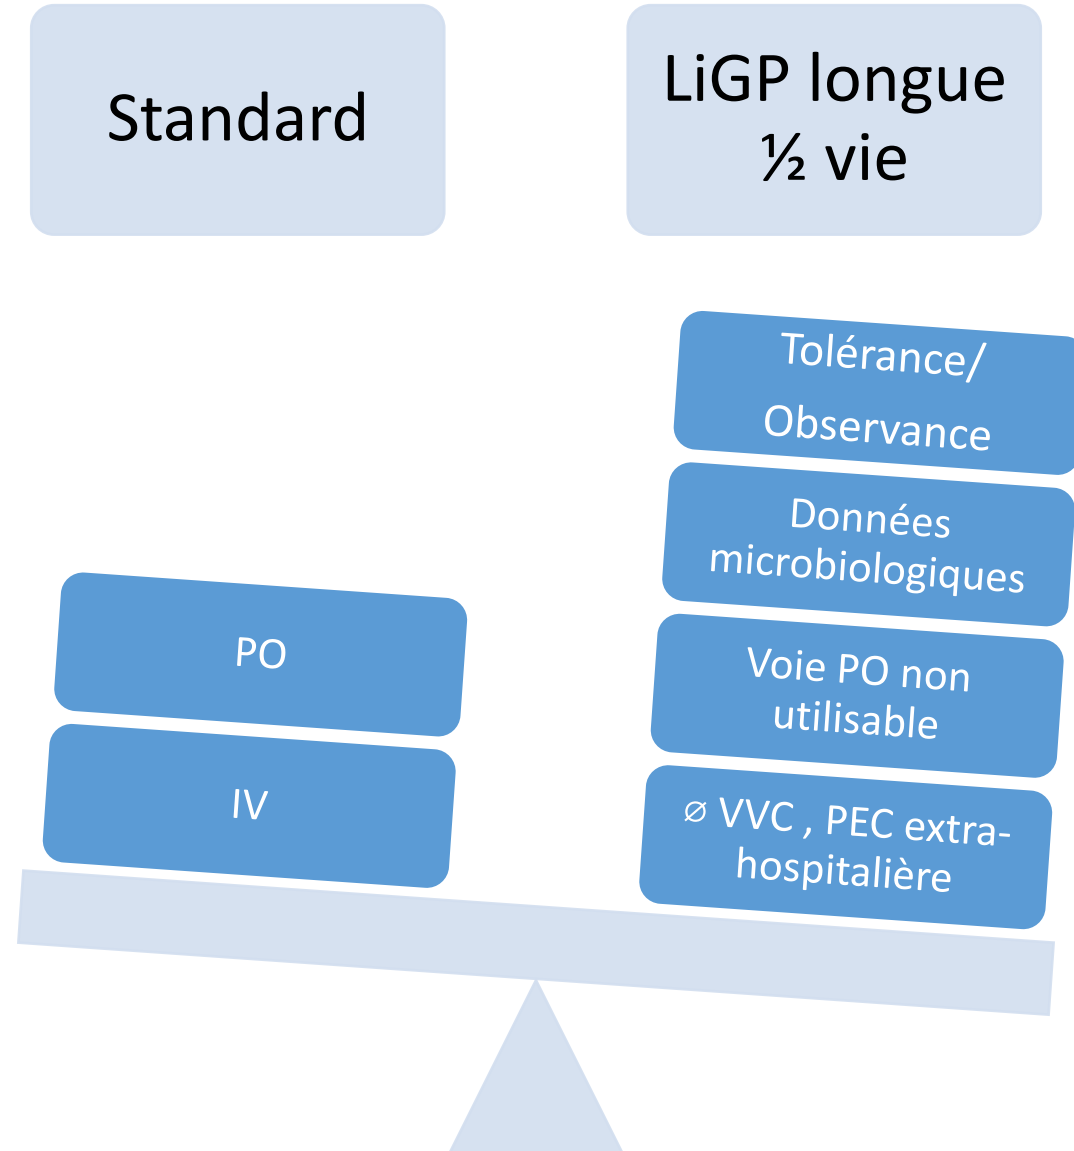 Standard
LiGP longue
½ vie
Tolérance/
Observance
Données
microbiologiques
PO
Voie PO non
utilisable
IV
∅ VVC , PEC extra-
hospitalière